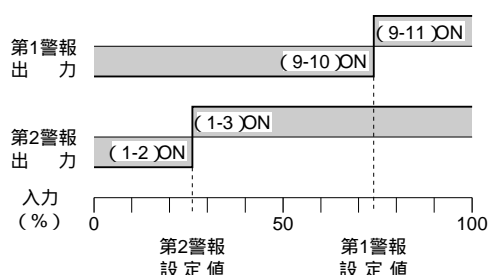 (9-11)ON
第1警報
出 力
(9-10)ON
第2警報
出 力
(1-3)ON
(1-2)ON
入力
(%)
0 50 100
第2警報
設定値
第1警報
設定値